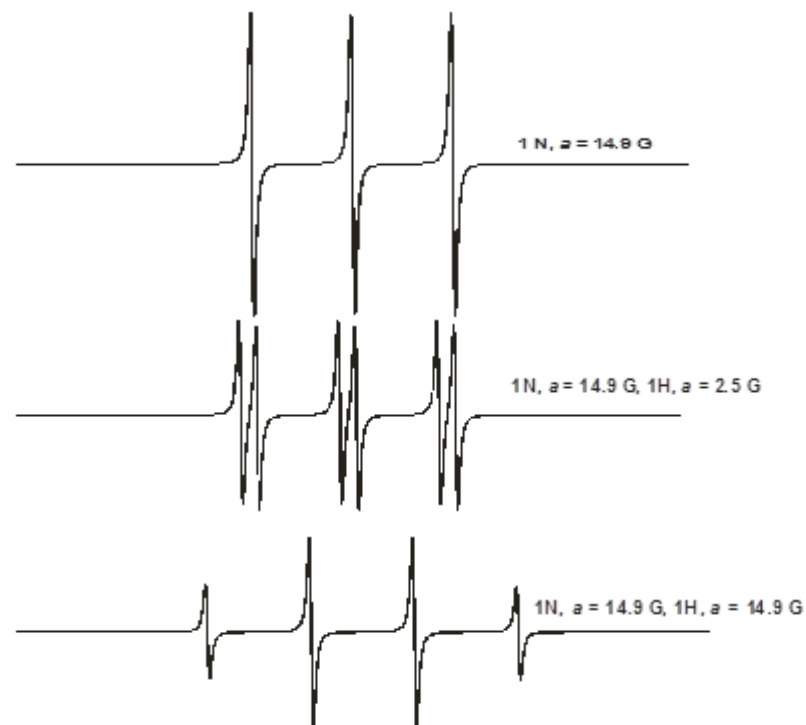 1 N, a = 14.9 G
1N, a = 14.9 G, 1H, a = 2.5 G
1N, a = 14.9 G, 1H, a = 14.9 G